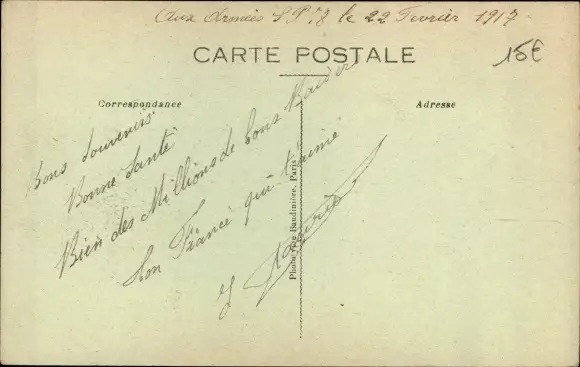 Aux Armées S.P. 78 le 22 Fevrier 1917
15€
CARTE POSTALE
Correspondance
Adresse
Bons Souvenirs.
Bonne Santé
Bien des Millions de bons Baisers
Ton Francé qui t'aime
Phototypie Baudinière, Paris